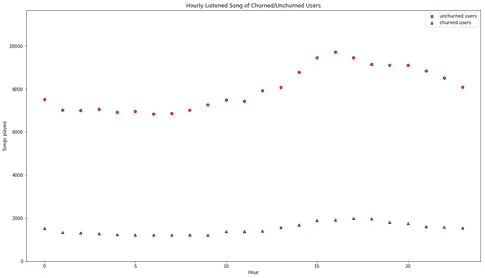 Hourly Listened Song of Churned/Unchurned Users
unchurned users
churned users
10000
8000
6000
4000
2000
0
Songs played
0
5
10
15
20
Hour